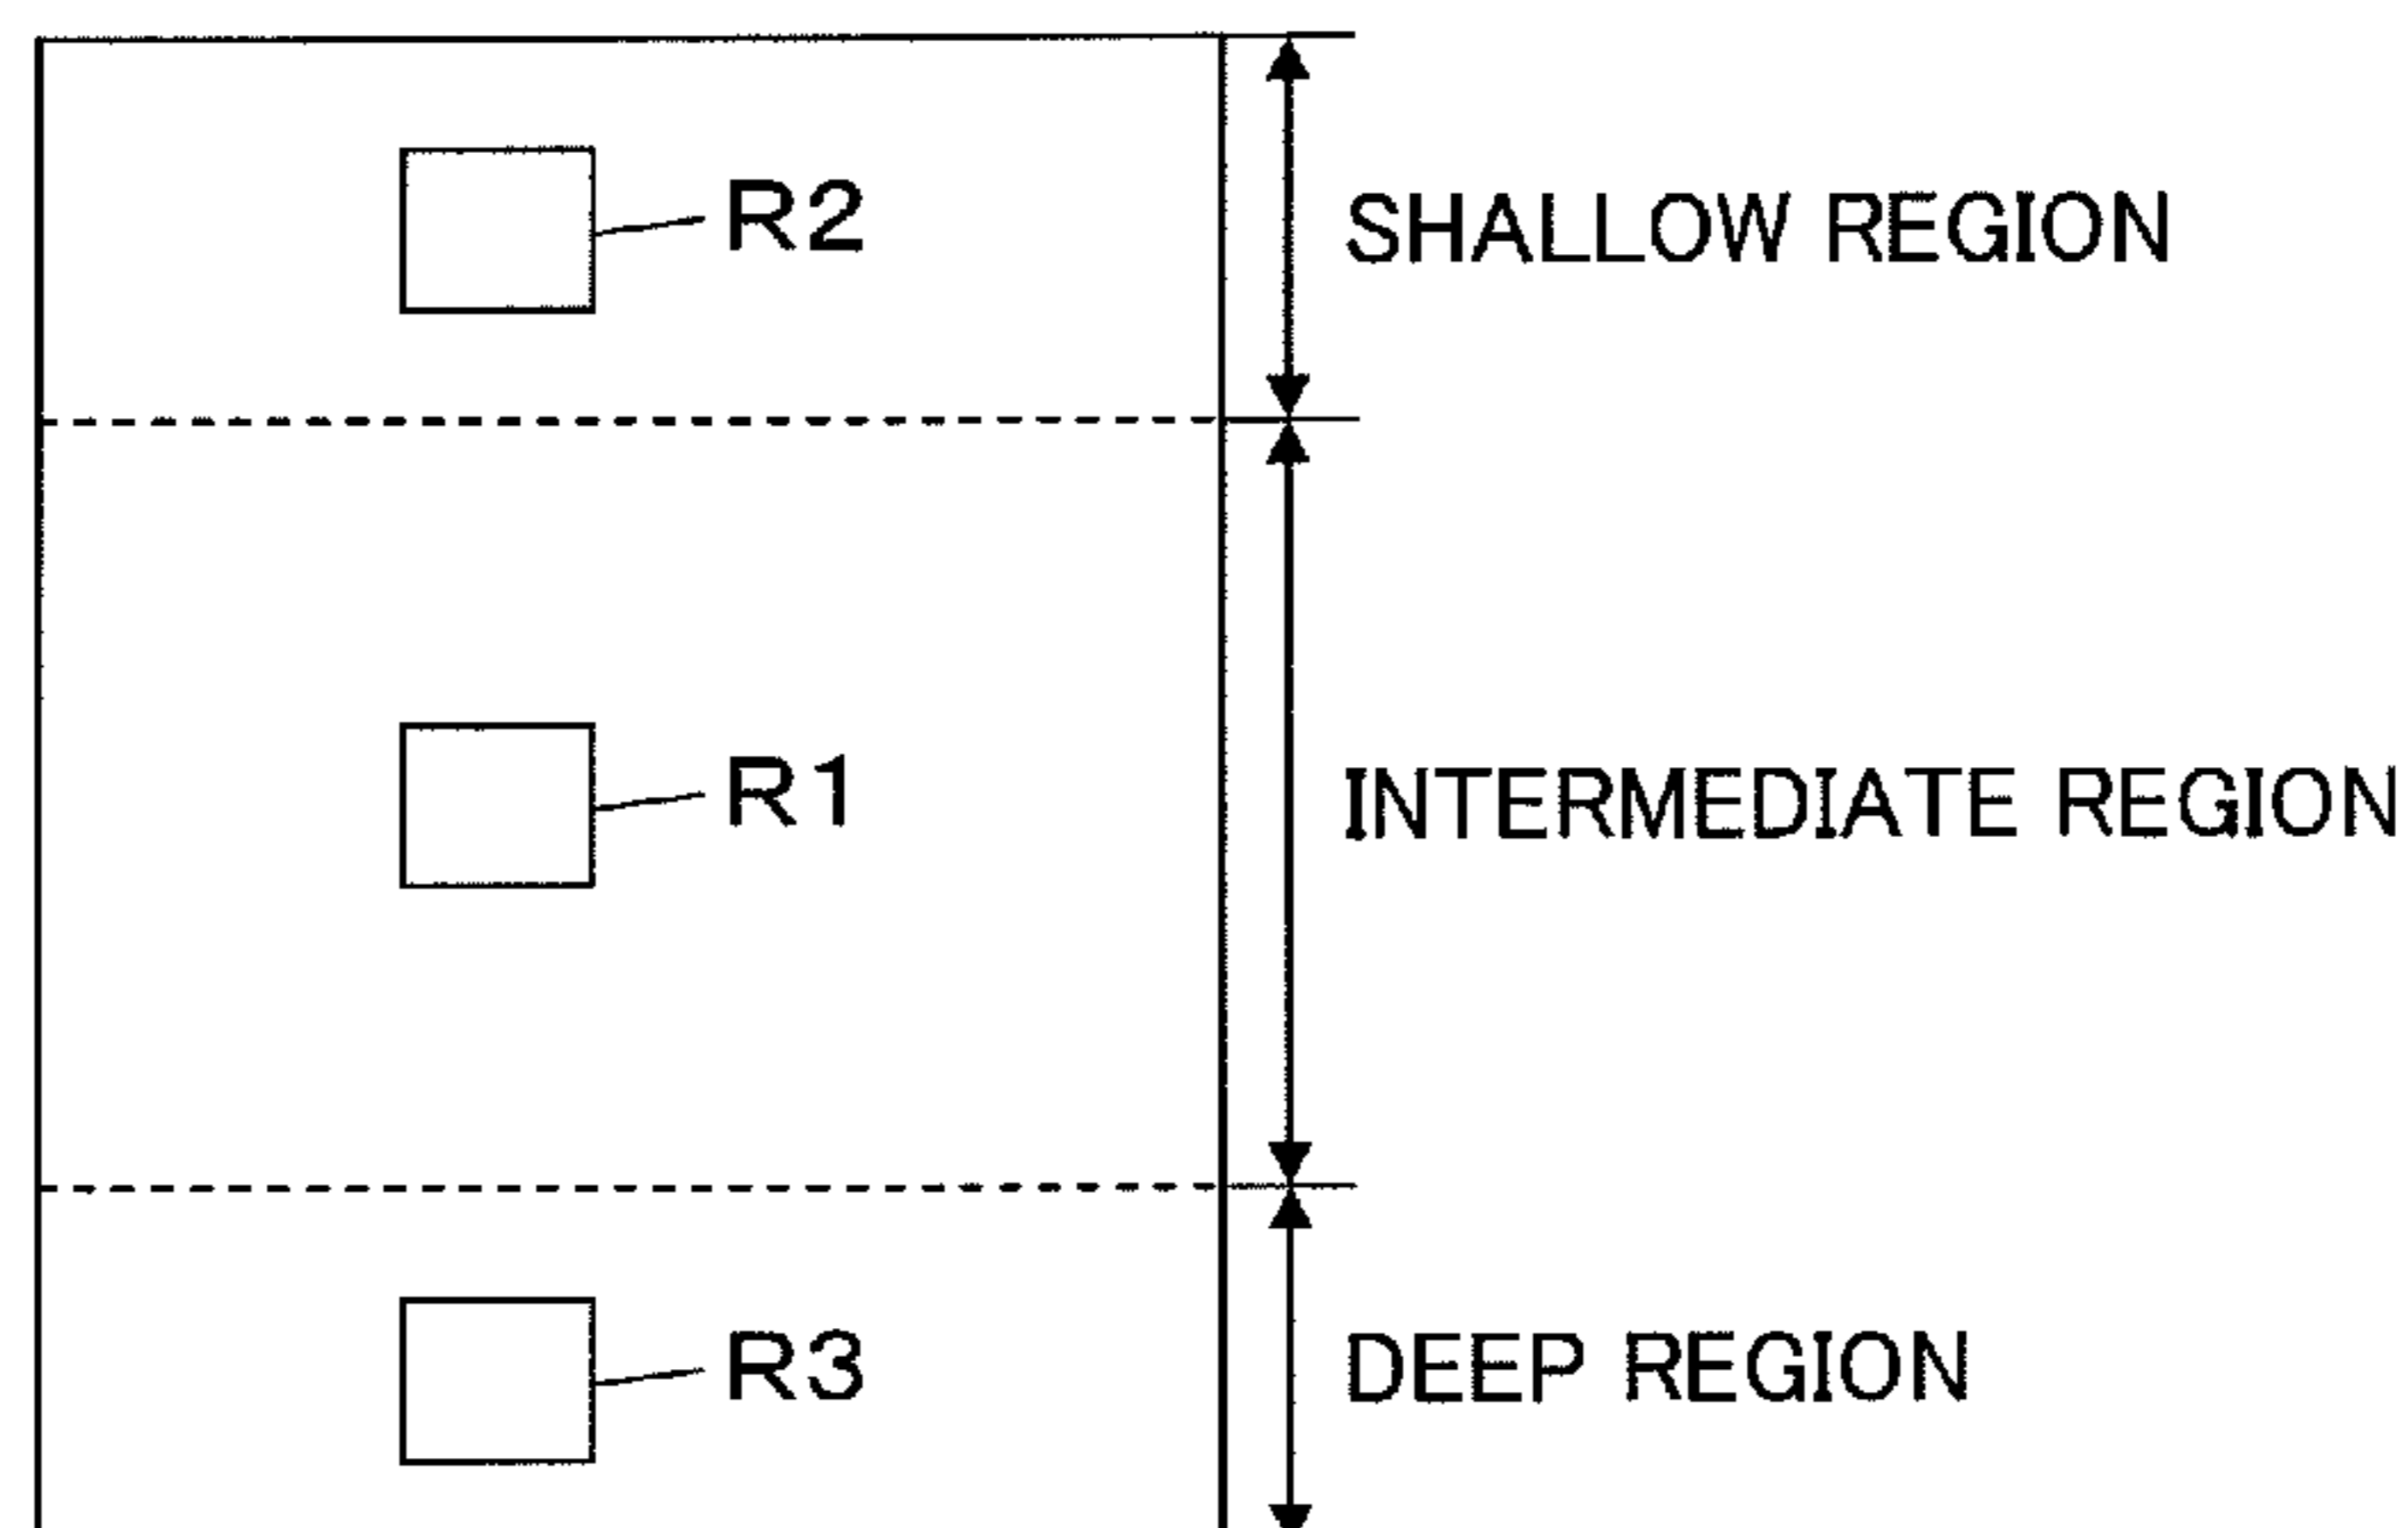 R2
SHALLOW REGION
R1
INTERMEDIATE REGION
R3
DEEP REGION